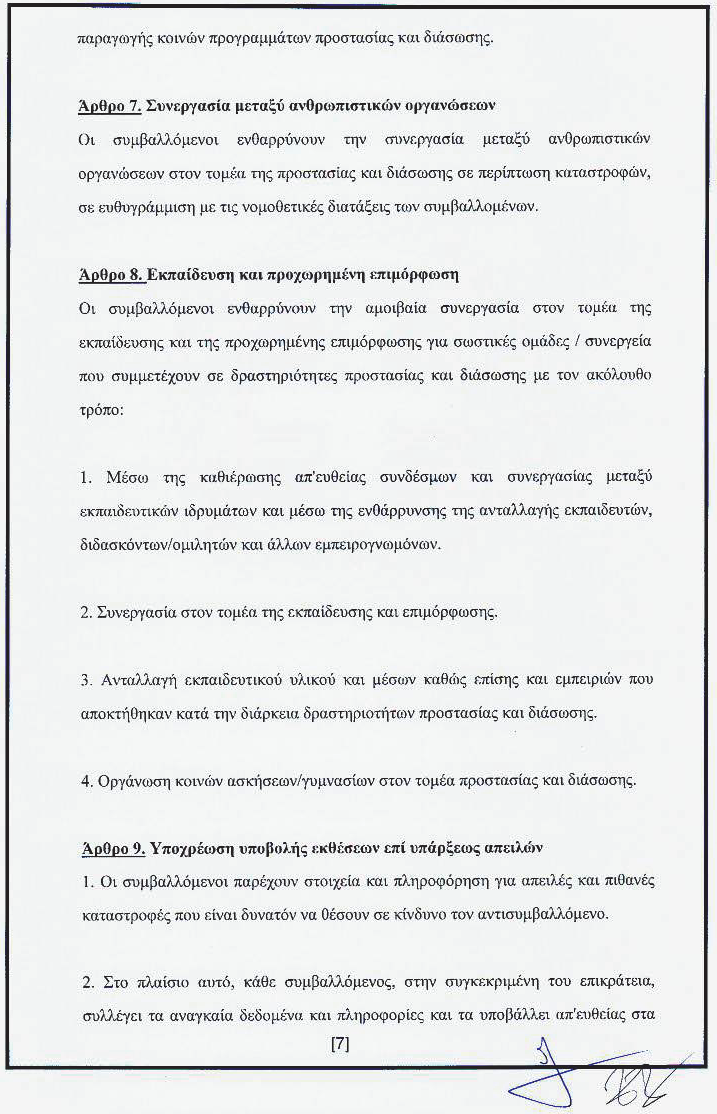 παραγωγής κοινών προγραμμάτων προστασίας και διάσωσης.
Άρθρο 7. Συνεργασία μεταξύ ανθρωπιστικών οργανώσεων
Οι συμβαλλόμενοι ενθαρρύνουν την συνεργασία μεταξύ ανθρωπιστικών
οργανώσεων στον τομέα της προστασίας και διάσωσης σε περίπτωση καταστροφών,
σε ευθυγράμμιση με τις νομοθετικές διατάξεις των συμβαλλομένων.
Άρθρο 8. Εκπαίδευση και προχωρημένη επιμόρφωση
Οι συμβαλλόμενοι ενθαρρύνουν την αμοιβαία συνεργασία στον τομέα της
εκπαίδευσης και της προχωρημένης επιμόρφωσης για σωστικές ομάδες / συνεργεία
που συμμετέχουν σε δραστηριότητες προστασίας και διάσωσης με τον ακόλουθο
τρόπο:
1. Μέσω της καθιέρωσης απ'ευθείας συνδέσμων και συνεργασίας μεταξύ
εκπαιδευτικών ιδρυμάτων και μέσω της ενθάρρυνσης της ανταλλαγής εκπαιδευτών,
διδασκόντων/ομιλητών και άλλων εμπειρογνωμόνων.
2. Συνεργασία στον τομέα της εκπαίδευσης και επιμόρφωσης.
3. Ανταλλαγή εκπαιδευτικού υλικού και μέσων καθώς επίσης και εμπειριών που
αποκτήθηκαν κατά την διάρκεια δραστηριοτήτων προστασίας και διάσωσης.
4. Οργάνωση κοινών ασκήσεων/γυμνασίων στον τομέα προστασίας και διάσωσης.
Άρθρο 9. Υποχρέωση υποβολής εκθέσεων επί υπάρξεως απειλών
1. Οι συμβαλλόμενοι παρέχουν στοιχεία και πληροφόρηση για απειλές και πιθανές
καταστροφές που είναι δυνατόν να θέσουν σε κίνδυνο τον αντισυμβαλλόμενο.
2. Στο πλαίσιο αυτό, κάθε συμβαλλόμενος, στην συγκεκριμένη του επικράτεια,
συλλέγει τα αναγκαία δεδομένα και πληροφορίες και τα υποβάλλει απ'ευθείας στα
[7]